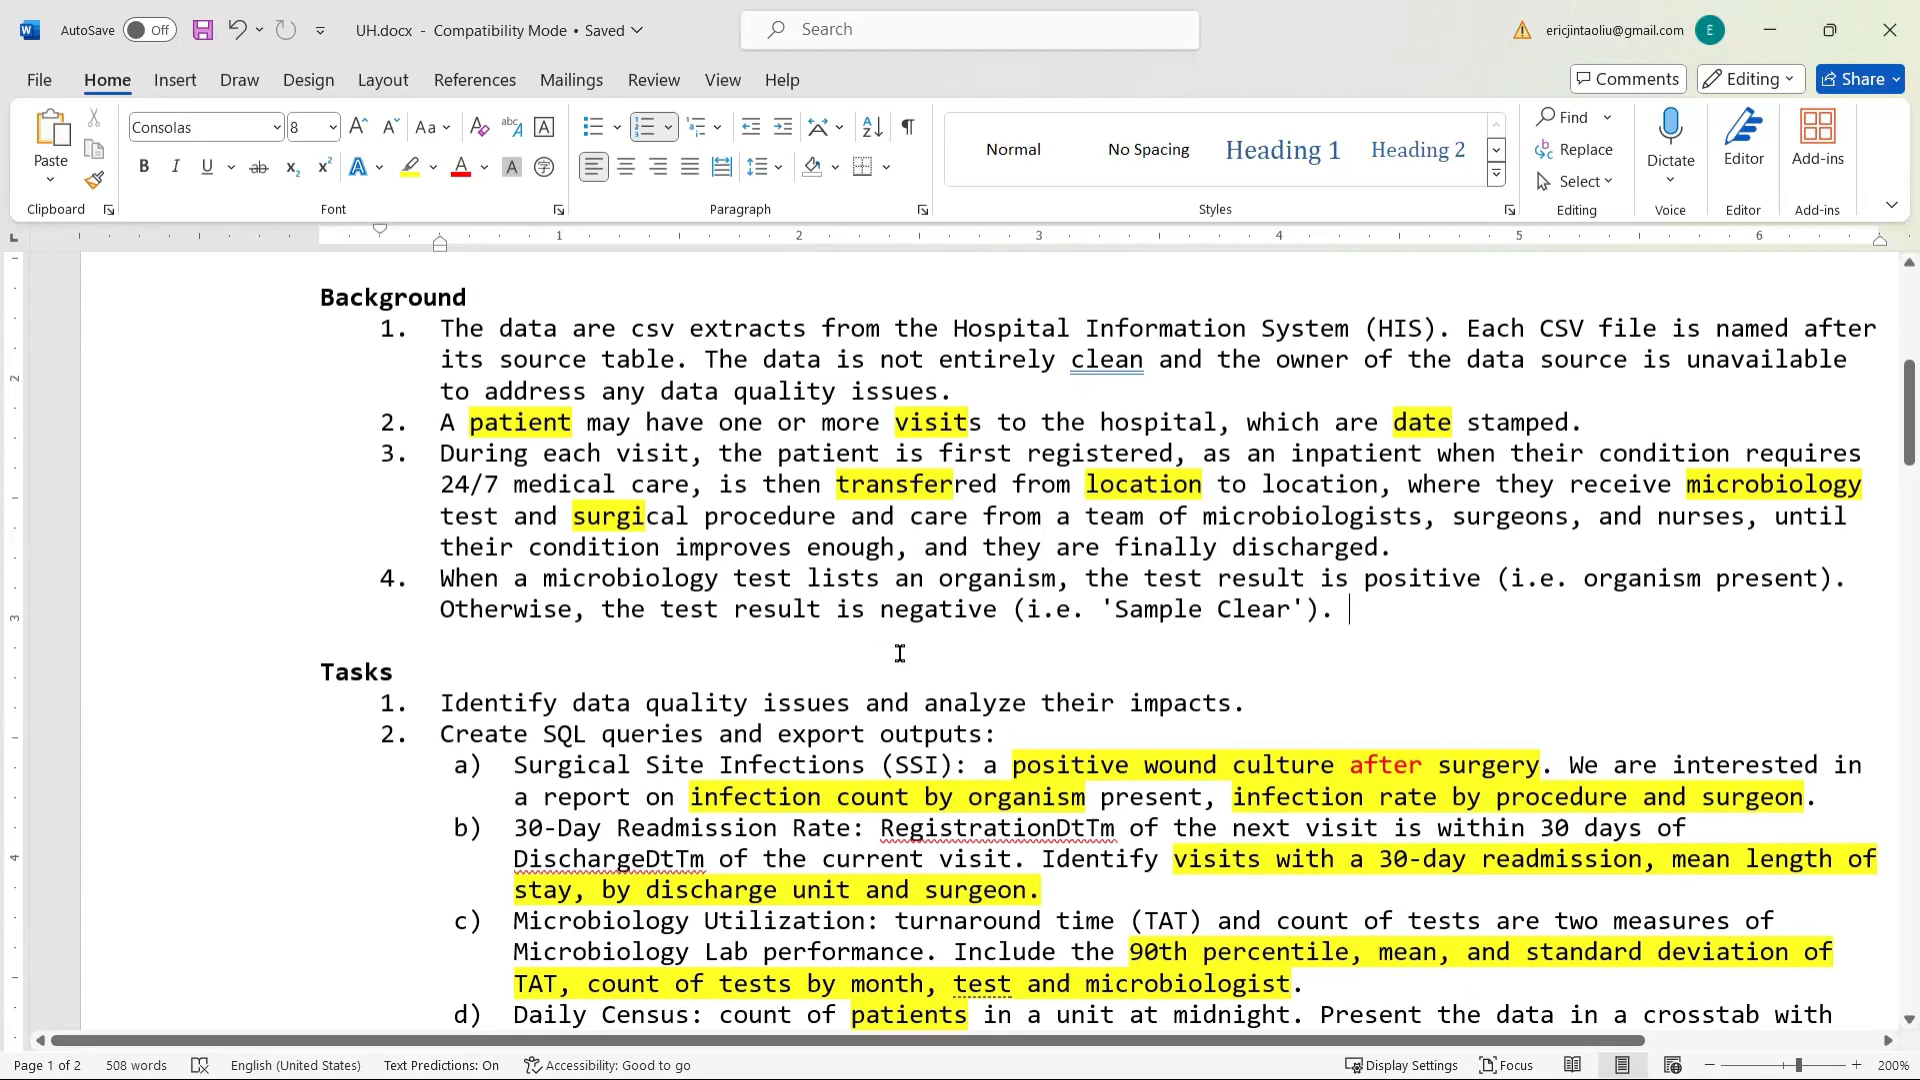 AutoSave Off UH.docx - Compatibility Mode • Saved Search ericjintaoliu@gmail.com E
File Home Insert Draw Design Layout References Mailings Review View Help Comments Editing Share
Paste Consolas 8 Aa A Normal No Spacing Heading 1 Heading 2 Find Replace Select Dictate Editor Add-ins
Clipboard Font Paragraph Styles Editing Voice Editor Add-ins
1 2 3 4 5 6
Background
1. The data are csv extracts from the Hospital Information System (HIS). Each CSV file is named after
its source table. The data is not entirely clean and the owner of the data source is unavailable
to address any data quality issues.
2. A patient may have one or more visits to the hospital, which are date stamped.
3. During each visit, the patient is first registered, as an inpatient when their condition requires
24/7 medical care, is then transferred from location to location, where they receive microbiology
test and surgical procedure and care from a team of microbiologists, surgeons, and nurses, until
their condition improves enough, and they are finally discharged.
4. When a microbiology test lists an organism, the test result is positive (i.e. organism present).
Otherwise, the test result is negative (i.e. 'Sample Clear').
Tasks
1. Identify data quality issues and analyze their impacts.
2. Create SQL queries and export outputs:
a) Surgical Site Infections (SSI): a positive wound culture after surgery. We are interested in
a report on infection count by organism present, infection rate by procedure and surgeon.
b) 30-Day Readmission Rate: RegistrationDtTm of the next visit is within 30 days of
DischargeDtTm of the current visit. Identify visits with a 30-day readmission, mean length of
stay, by discharge unit and surgeon.
c) Microbiology Utilization: turnaround time (TAT) and count of tests are two measures of
Microbiology Lab performance. Include the 90th percentile, mean, and standard deviation of
TAT, count of tests by month, test and microbiologist.
d) Daily Census: count of patients in a unit at midnight. Present the data in a crosstab with
Page 1 of 2 508 words English (United States) Text Predictions: On Accessibility: Good to go Display Settings Focus 200%